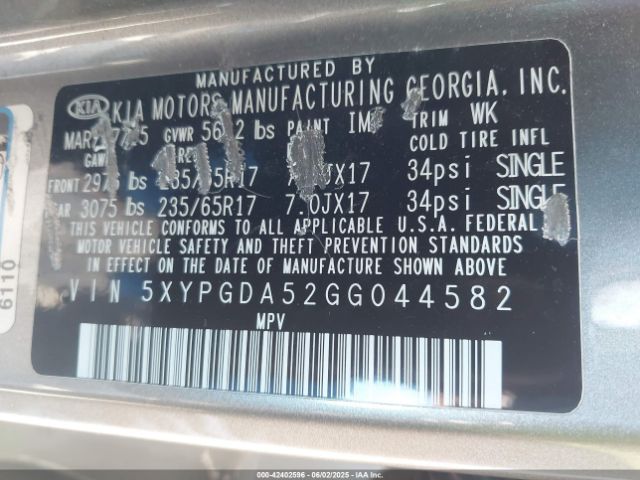 MANUFACTURED BY
KIA KIA MOTORS MANUFACTURING GEORGIA, INC.
GVWR lbs PAINT TRIM WK
COLD TIRE INFL
FRONT lbs 34psi SINGLE
3075 lbs 235/65R17 7.0JX17 34psi SINGLE
THIS VEHICLE CONFORMS TO ALL APPLICABLE U.S.A. FEDERAL
MOTOR VEHICLE SAFETY AND THEFT PREVENTION STANDARDS
IN EFFECT ON THE DATE OF MANUFACTURE SHOWN ABOVE
VIN 5XYPGDA52GG044582
MPV
6110
000-42402596 - 06/02/2025 - IAAI